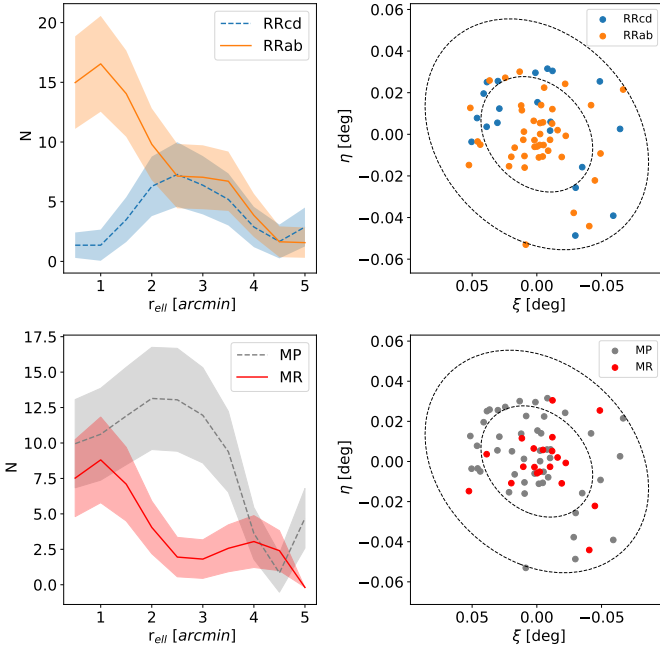 RRcd
RRab
20
15
10
5
0
N
1
2
3
4
5
r_ell [arcmin]
RRcd
RRab
0.06
0.04
0.02
0.00
−0.02
−0.04
−0.06
η [deg]
0.05
0.00
−0.05
ξ [deg]
MP
MR
17.5
15.0
12.5
10.0
7.5
5.0
2.5
0.0
N
1
2
3
4
5
r_ell [arcmin]
MP
MR
0.06
0.04
0.02
0.00
−0.02
−0.04
−0.06
η [deg]
0.05
0.00
−0.05
ξ [deg]